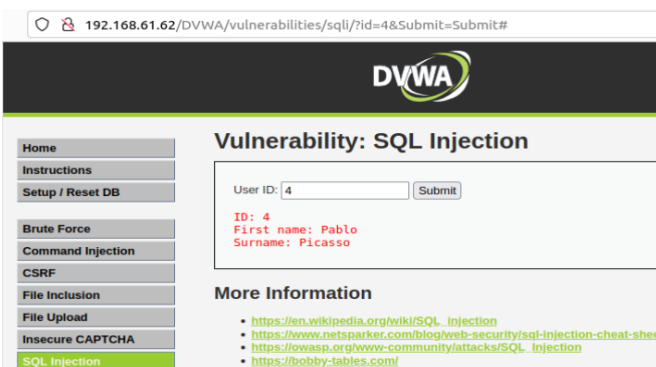 192.168.61.62/DVWA/vulnerabilities/sqli/?id=4&Submit=Submit#
DVWA
Home
Instructions
Setup / Reset DB
Brute Force
Command Injection
CSRF
File Inclusion
File Upload
Insecure CAPTCHA
SQL Injection
Vulnerability: SQL Injection
User ID: 4 Submit
ID: 4
First name: Pablo
Surname: Picasso
More Information
https://en.wikipedia.org/wiki/SQL_injection
https://www.netsparker.com/blog/web-security/sql-injection-cheat-shee
https://owasp.org/www-community/attacks/SQL_Injection
https://bobby-tables.com/